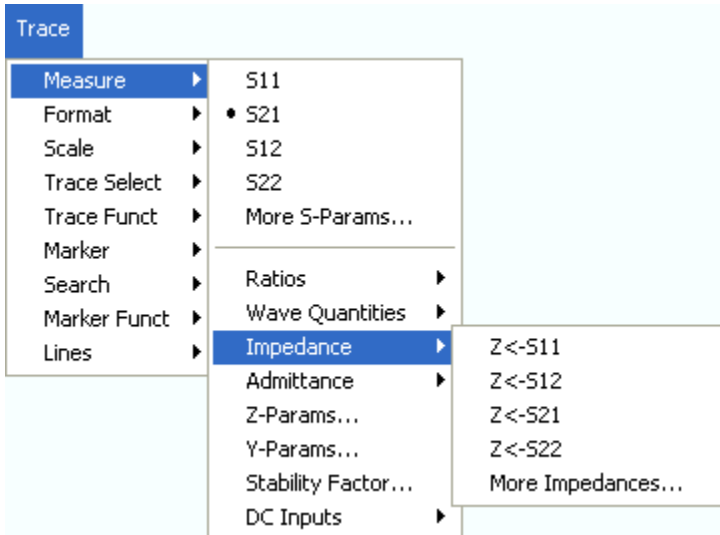 Trace
Measure
Format
Scale
Trace Select
Trace Funct
Marker
Search
Marker Funct
Lines
S11
S21
S12
S22
More S-Params...
Ratios
Wave Quantities
Impedance
Admittance
Z-Params...
Y-Params...
Stability Factor...
DC Inputs
Z<-S11
Z<-S12
Z<-S21
Z<-S22
More Impedances...